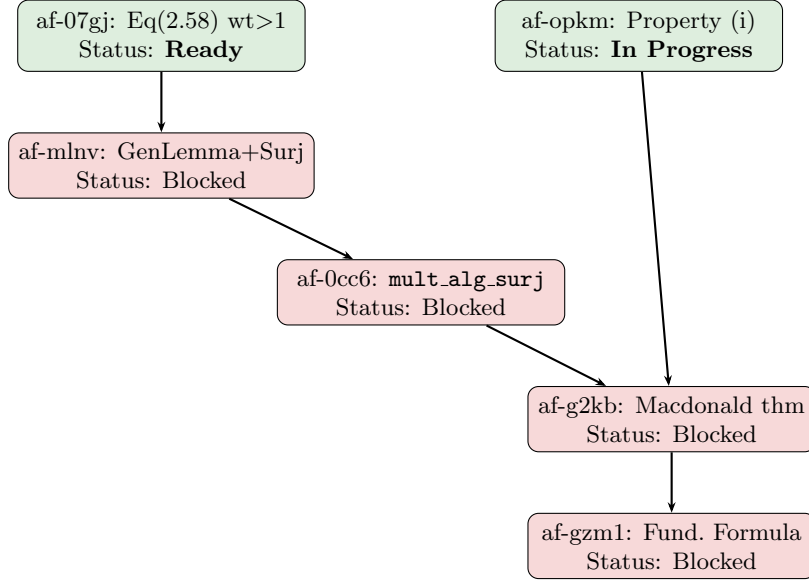 af-07gj: Eq(2.58) wt>1
Status: Ready
af-opkm: Property (i)
Status: In Progress
af-mlnv: GenLemma+Surj
Status: Blocked
af-0cc6: mult_alg_surj
Status: Blocked
af-g2kb: Macdonald thm
Status: Blocked
af-gzm1: Fund. Formula
Status: Blocked